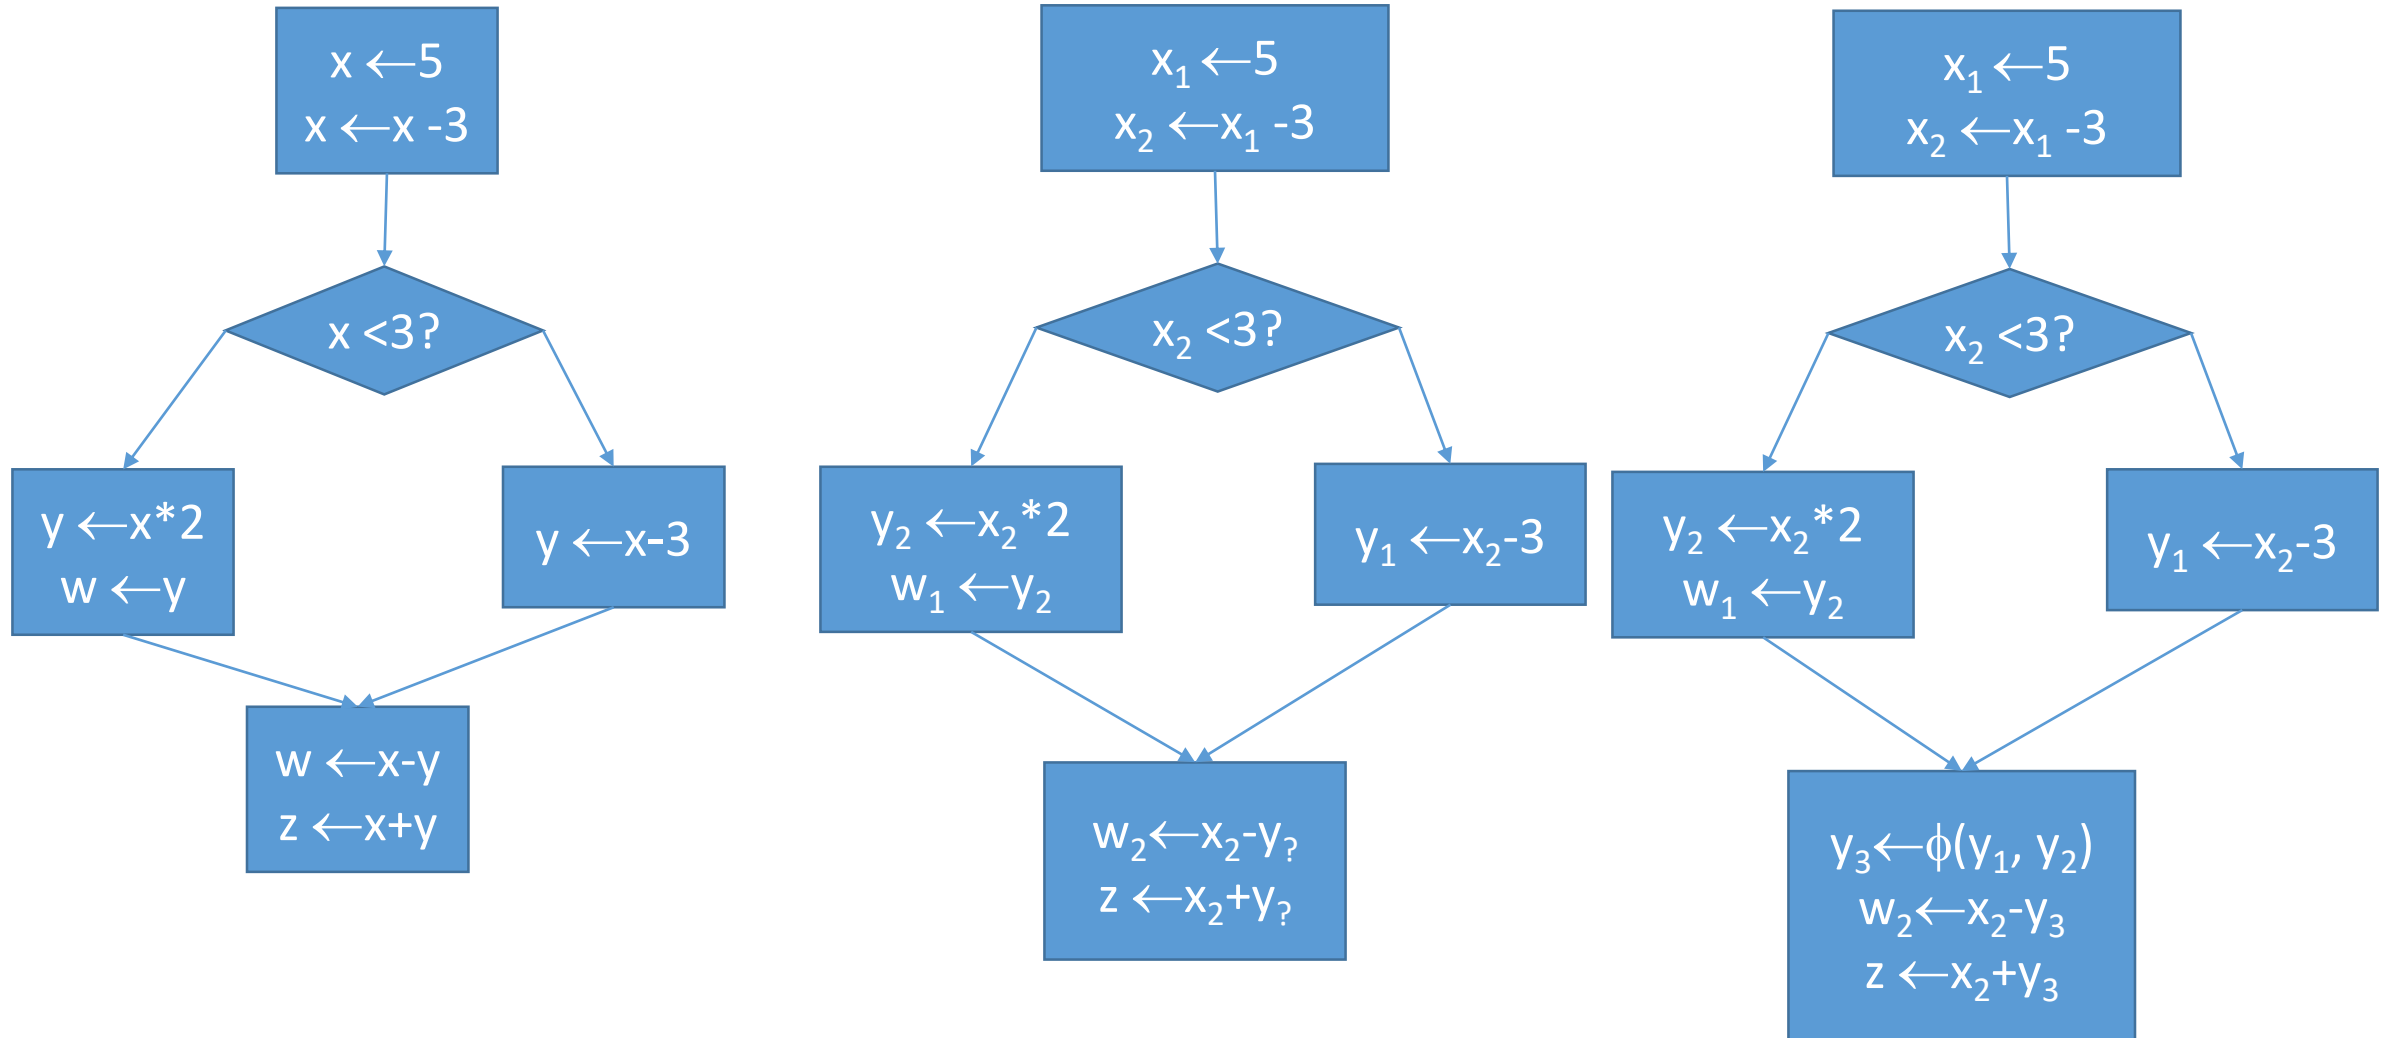 x ←5
x ←x -3
x <3?
y ←x*2
w ←y
y ←x-3
w ←x-y
z ←x+y
x₁ ←5
x₂ ←x₁ -3
x₂ <3?
y₂ ←x₂*2
w₁ ←y₂
y₁ ←x₂-3
w₂←x₂-y?
z ←x₂+y?
x₁ ←5
x₂ ←x₁ -3
x₂ <3?
y₂ ←x₂*2
w₁ ←y₂
y₁ ←x₂-3
y₃←ϕ(y₁, y₂)
w₂←x₂-y₃
z ←x₂+y₃